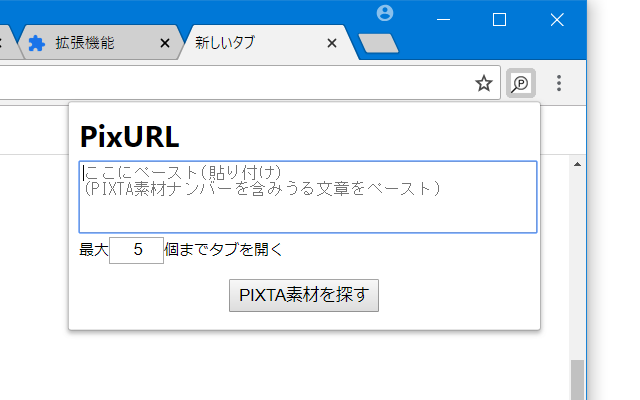 拡張機能
新しいタブ
PixURL
ここにペースト(貼り付け)
(PIXTA素材ナンバーを含みうる文章をペースト)
最大 5 個までタブを開く
PIXTA素材を探す